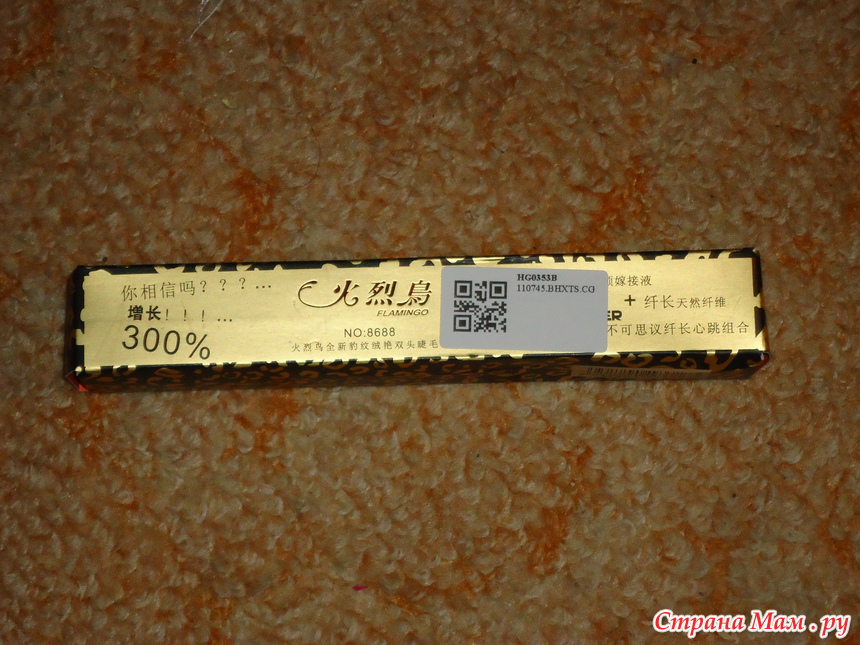 你相信吗？？？...
增长！！！...
300%
火烈鳥
FLAMINGO
NO:8688
火烈鸟全新豹纹绒艳双头睫毛
HG0353B
110745.BHXTS.CG
嫁接液
+ 纤长天然纤维
ER
不可思议纤长心跳组合
Страна Мам.ру